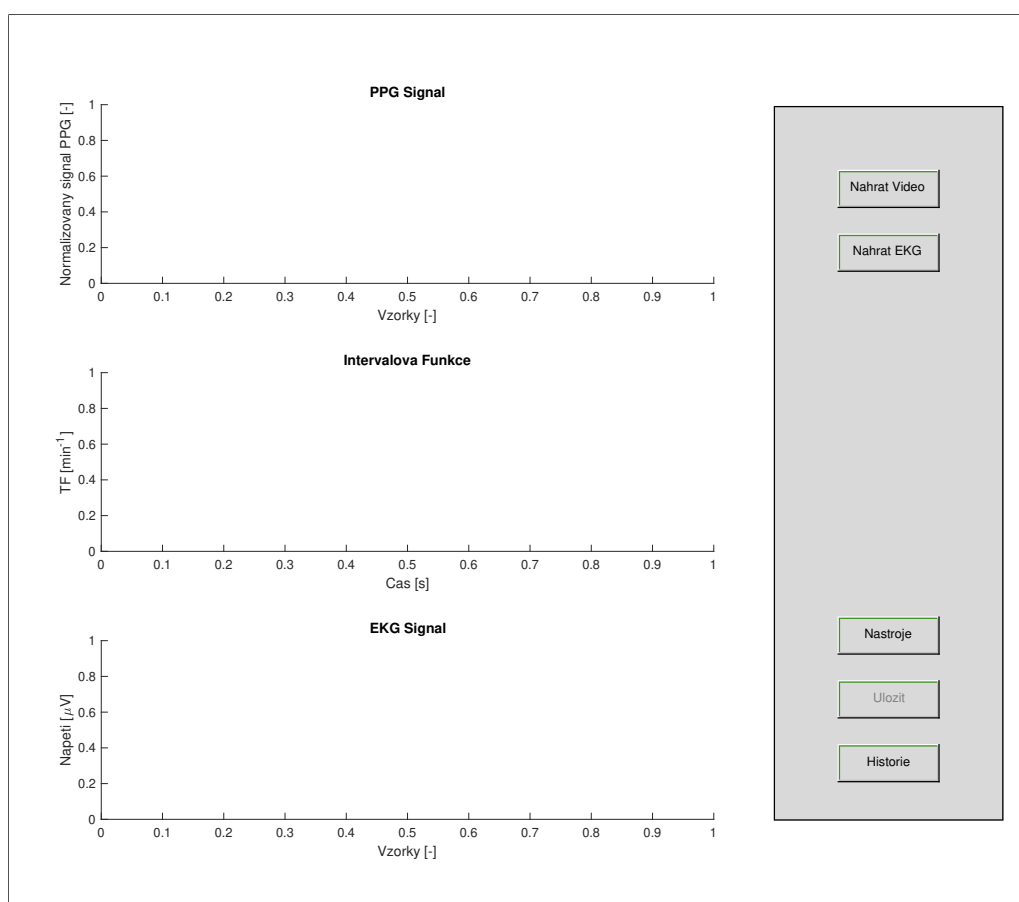 PPG Signal
Normalizovany signal PPG [-]
1
0.8
0.6
0.4
0.2
0
0 0.1 0.2 0.3 0.4 0.5 0.6 0.7 0.8 0.9 1
Vzorky [-]
Intervalova Funkce
TF [min⁻¹]
1
0.8
0.6
0.4
0.2
0
0 0.1 0.2 0.3 0.4 0.5 0.6 0.7 0.8 0.9 1
Cas [s]
EKG Signal
Napeti [μV]
1
0.8
0.6
0.4
0.2
0
0 0.1 0.2 0.3 0.4 0.5 0.6 0.7 0.8 0.9 1
Vzorky [-]
Nahrat Video
Nahrat EKG
Nastroje
Ulozit
Historie